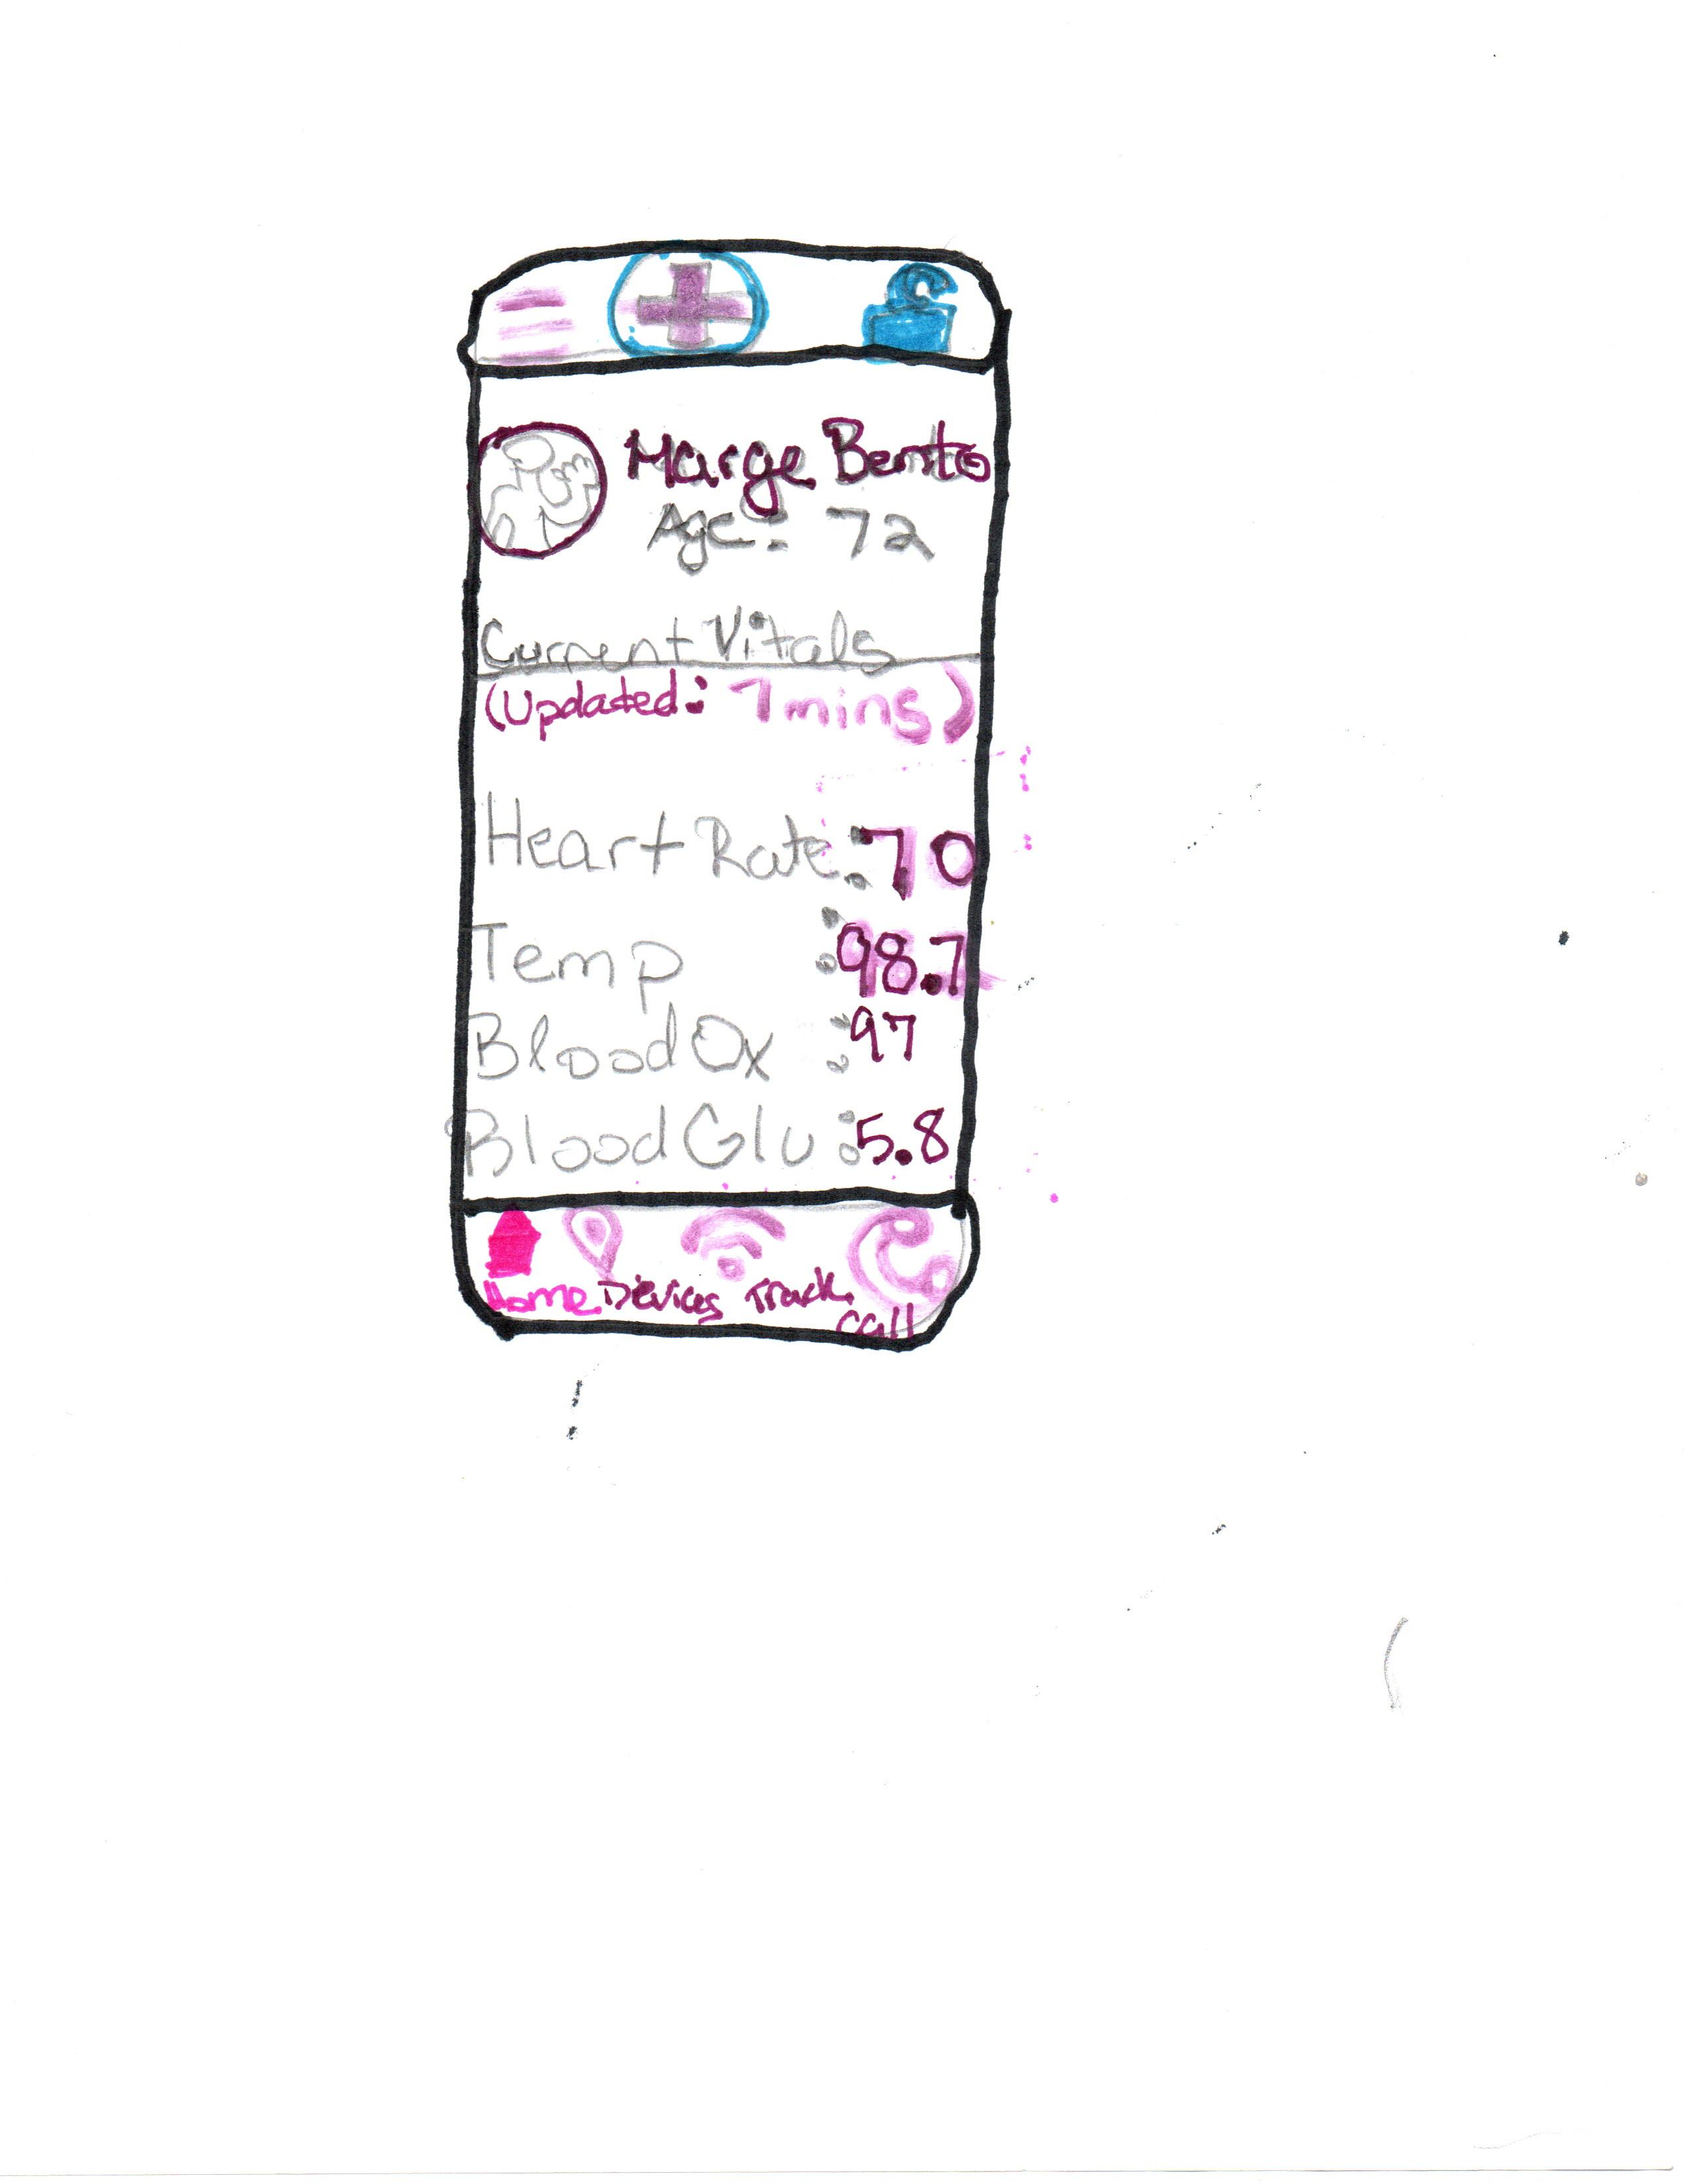 Marge Bento
Age: 72
Current Vitals
(Updated: 7mins)
Heart Rate: 70
Temp :98.7
Blood Ox :97
Blood Glu :5.8
Home Devices Track
Call